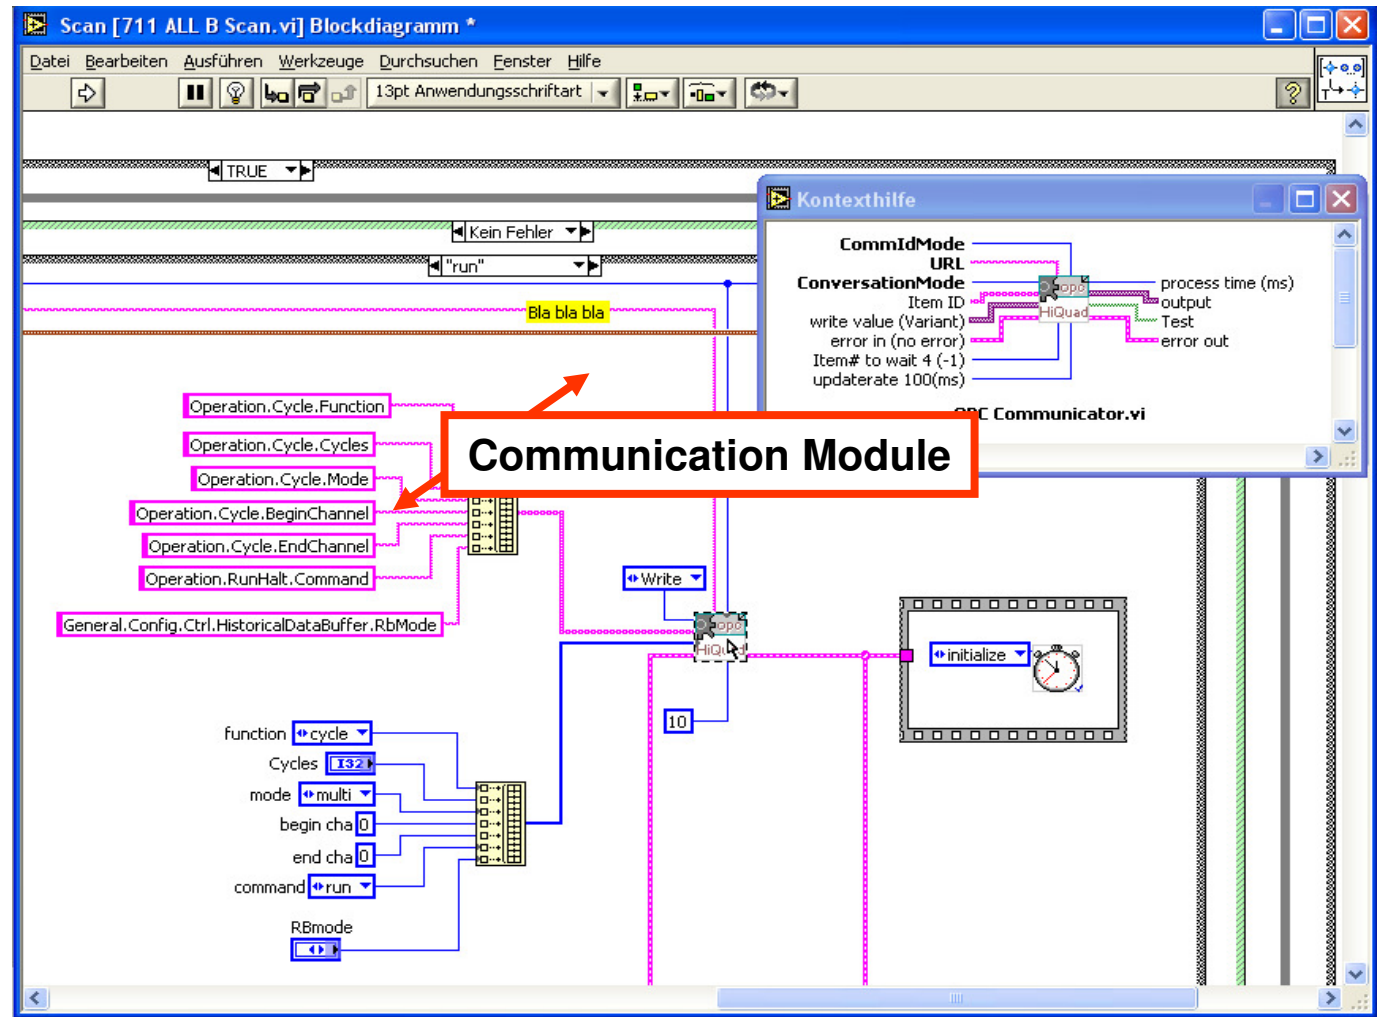 Scan [711 ALL B Scan.vi] Blockdiagramm *
Datei Bearbeiten Ausführen Werkzeuge Durchsuchen Fenster Hilfe
13pt Anwendungsschriftart
TRUE
Kein Fehler
"run"
Bla bla bla
Kontexthilfe
CommIdMode
URL
ConversationMode
Item ID
write value (Variant)
error in (no error)
Item# to wait 4 (-1)
updaterate 100(ms)
opc
HiQuad
process time (ms)
output
Test
error out
Communicator.vi
Communication Module
Operation.Cycle.Function
Operation.Cycle.Cycles
Operation.Cycle.Mode
Operation.Cycle.BeginChannel
Operation.Cycle.EndChannel
Operation.RunHalt.Command
General.Config.Ctrl.HistoricalDataBuffer.RbMode
Write
opc
10
initialize
function cycle
Cycles I32
mode multi
begin cha 0
end cha 0
command run
RBmode